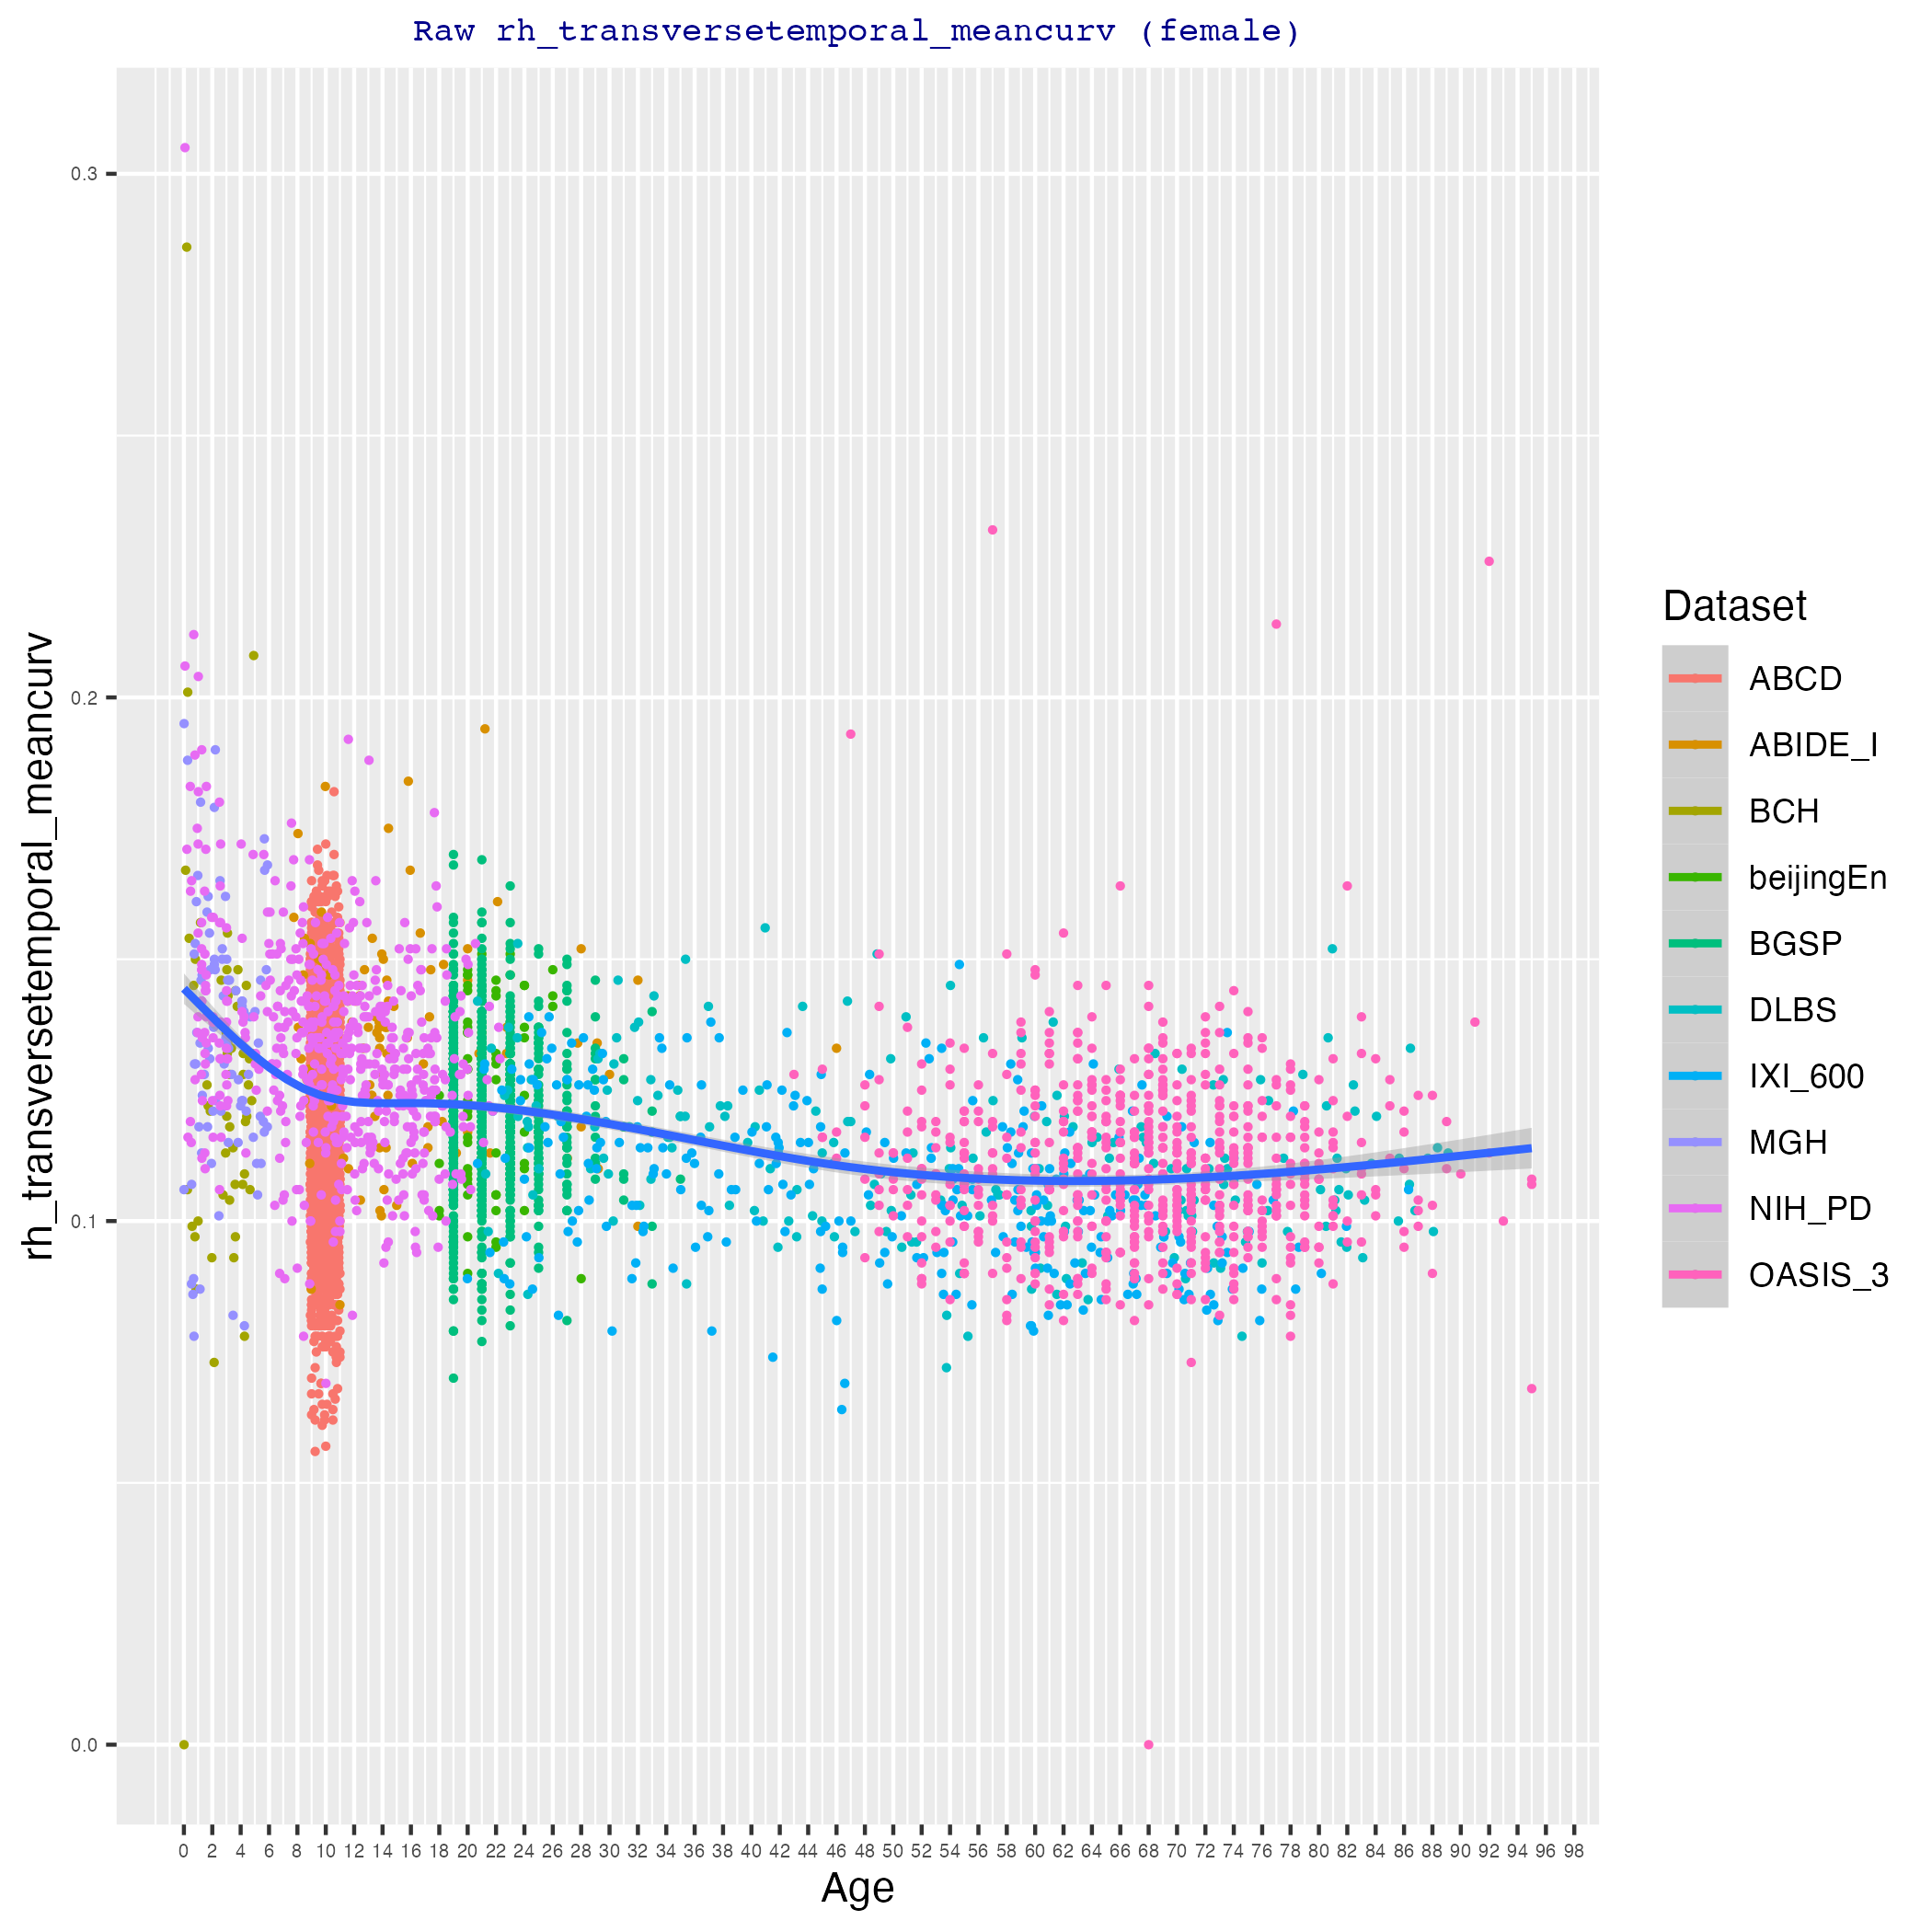 Raw rh_transversetemporal_meancurv (female)
rh_transversetemporal_meancurv
0.3
0.2
0.1
0.0
0 2 4 6 8 10 12 14 16 18 20 22 24 26 28 30 32 34 36 38 40 42 44 46 48 50 52 54 56 58 60 62 64 66 68 70 72 74 76 78 80 82 84 86 88 90 92 94 96 98
Age
Dataset
ABCD
ABIDE_I
BCH
beijingEn
BGSP
DLBS
IXI_600
MGH
NIH_PD
OASIS_3